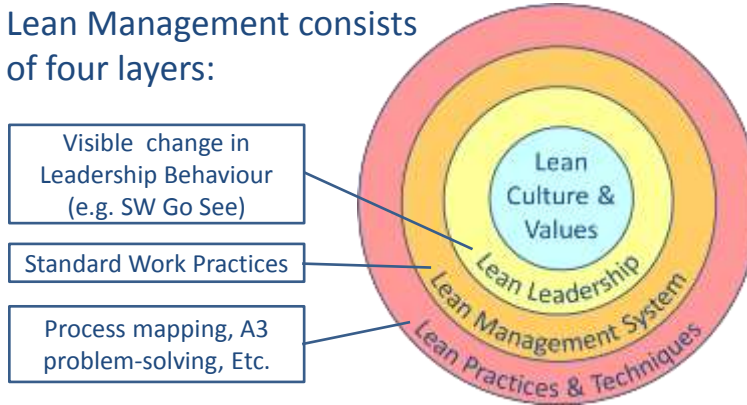 Lean Management consists
of four layers:
Visible change in
Leadership Behaviour
(e.g. SW Go See)
Standard Work Practices
Process mapping, A3
problem-solving, Etc.
Lean
Culture &
Values
Lean Leadership
Lean Management System
Lean Practices & Techniques